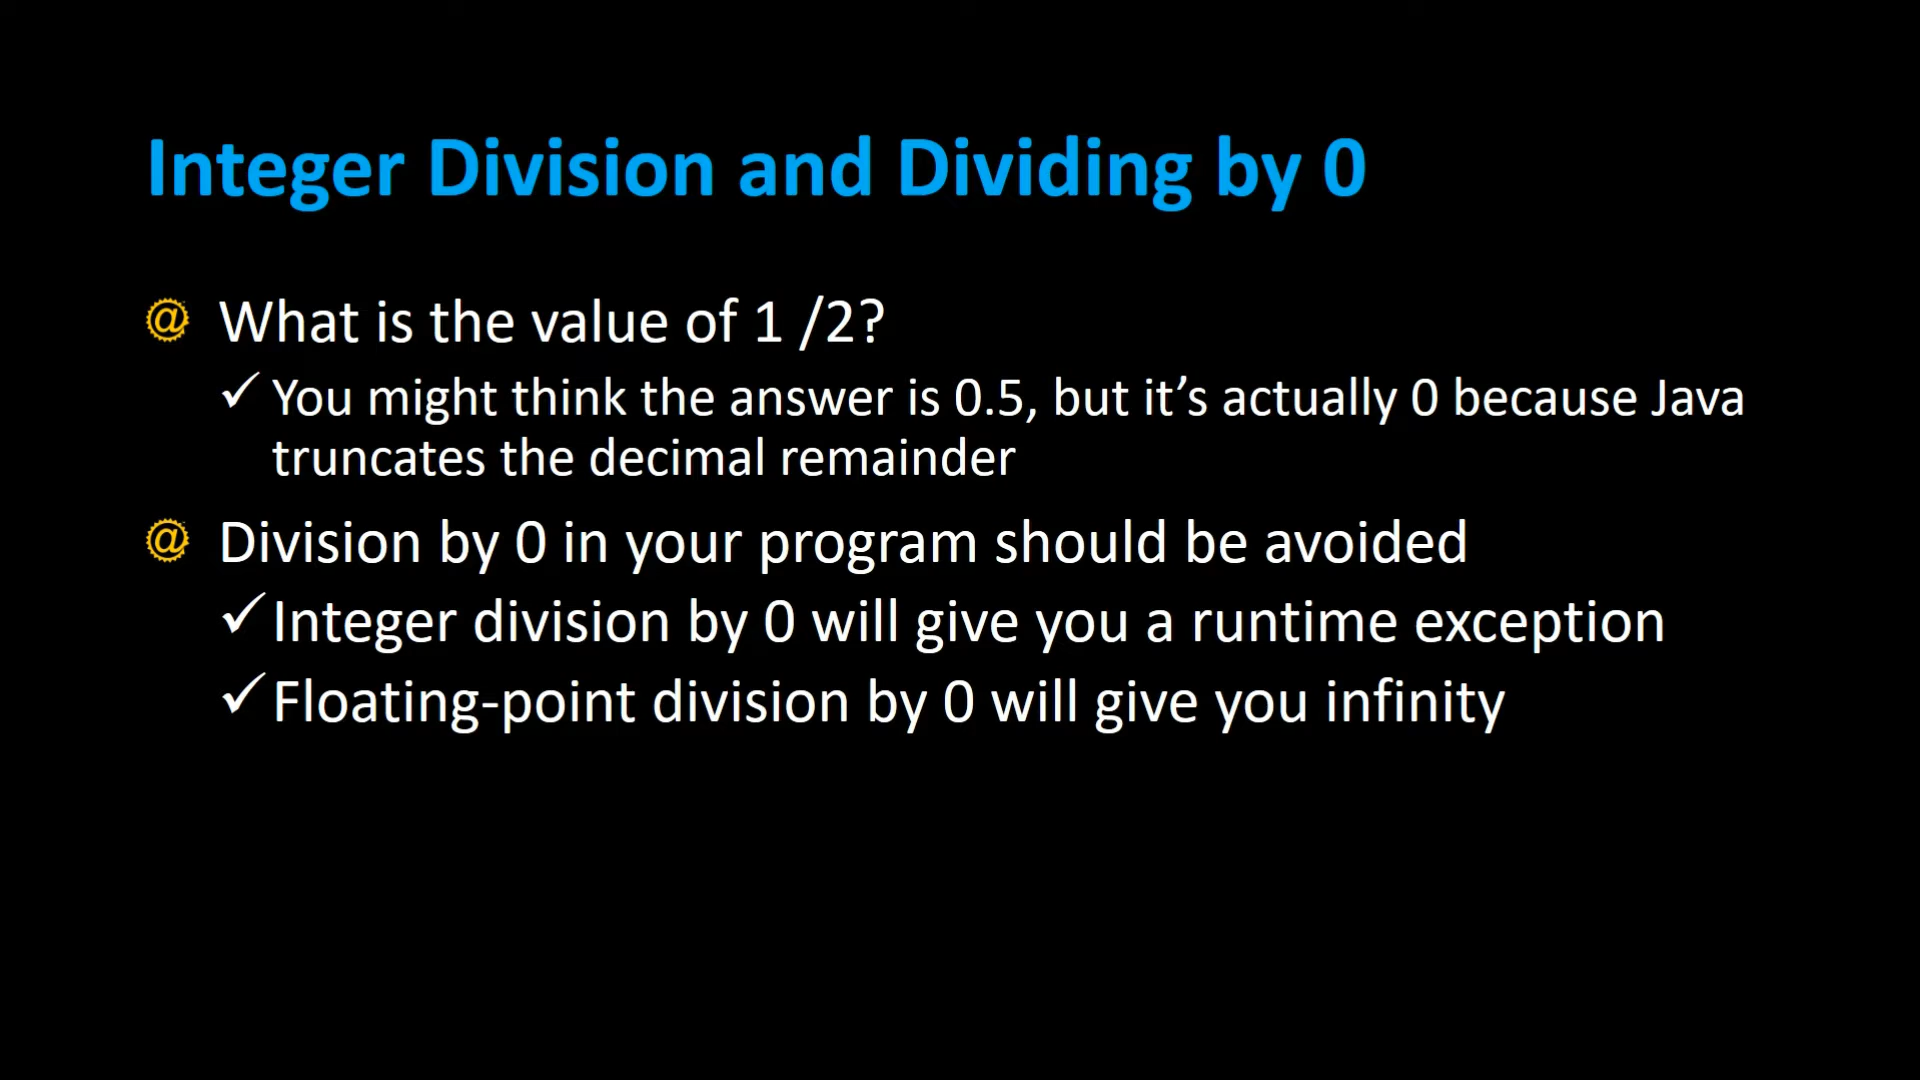 Integer Division and Dividing by 0
@ What is the value of 1 /2?
✓ You might think the answer is 0.5, but it’s actually 0 because Java
truncates the decimal remainder
@ Division by 0 in your program should be avoided
✓ Integer division by 0 will give you a runtime exception
✓ Floating-point division by 0 will give you infinity